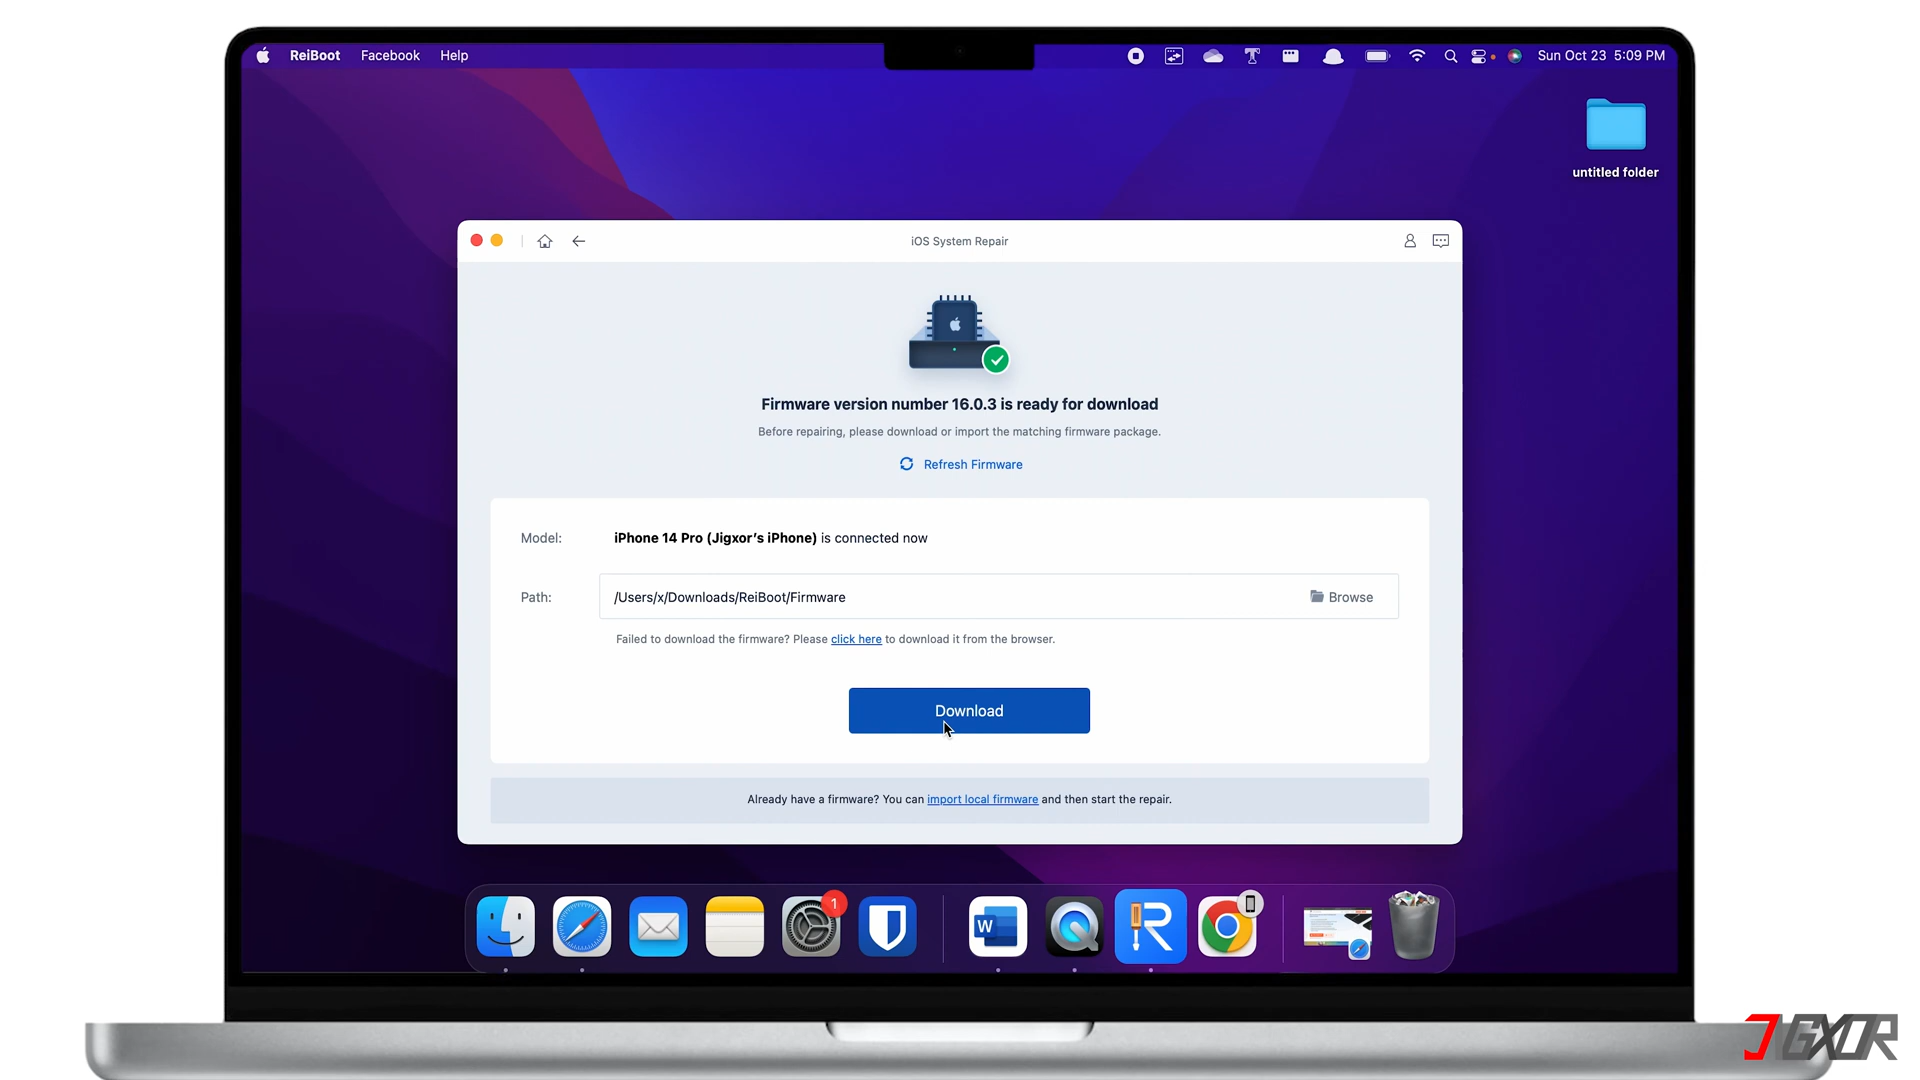 ReiBoot Facebook Help Sun Oct 23 5:09 PM
untitled folder
iOS System Repair
Firmware version number 16.0.3 is ready for download
Before repairing, please download or import the matching firmware package.
Refresh Firmware
Model: iPhone 14 Pro (Jigxor’s iPhone) is connected now
Path: /Users/x/Downloads/ReiBoot/Firmware Browse
Failed to download the firmware? Please click here to download it from the browser.
Download
Already have a firmware? You can import local firmware and then start the repair.
1
W
R
JIGXOR